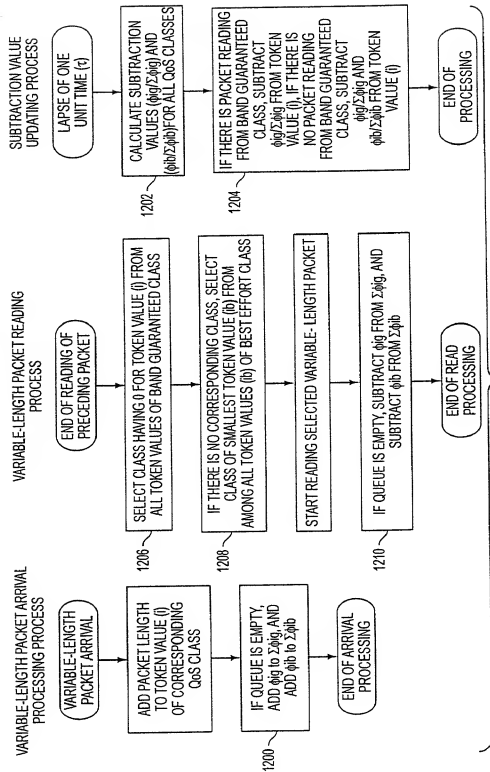 VARIABLE-LENGTH PACKET ARRIVAL
PROCESSING PROCESS
VARIABLE-LENGTH
PACKET ARRIVAL
ADD PACKET LENGTH
TO TOKEN VALUE (i)
OF CORRESPONDING
QoS CLASS
IF QUEUE IS EMPTY,
ADD ϕig to Σϕig, AND
ADD ϕib to Σϕib
1200
END OF ARRIVAL
PROCESSING
VARIABLE-LENGTH PACKET READING
PROCESS
END OF READING OF
PRECEDING PACKET
SELECT CLASS HAVING 0 FOR TOKEN VALUE (i) FROM
ALL TOKEN VALUES OF BAND GUARANTEED CLASS
1206
IF THERE IS NO CORRESPONDING CLASS, SELECT
CLASS OF SMALLEST TOKEN VALUE (ib) FROM
AMONG ALL TOKEN VALUES (ib) OF BEST EFFORT CLASS
1208
START READING SELECTED VARIABLE- LENGTH PACKET
IF QUEUE IS EMPTY, SUBTRACT ϕig FROM Σϕig, AND
SUBTRACT ϕib FROM Σϕib
1210
END OF READ
PROCESSING
SUBTRACTION VALUE
UPDATING PROCESS
LAPSE OF ONE
UNIT TIME (τ)
CALCULATE SUBTRACTION
VALUES (ϕig/Σϕig) AND
(ϕib/Σϕib)FOR ALL QoS CLASSES
1202
IF THERE IS PACKET READING
FROM BAND GUARANTEED
CLASS, SUBTRACT
ϕig/Σϕig FROM TOKEN
VALUE (i), IF THERE IS
NO PACKET READING
FROM BAND GUARANTEED
CLASS, SUBTRACT
ϕig/Σϕig AND
ϕib/Σϕib FROM TOKEN
VALUE (i)
1204
END OF
PROCESSING